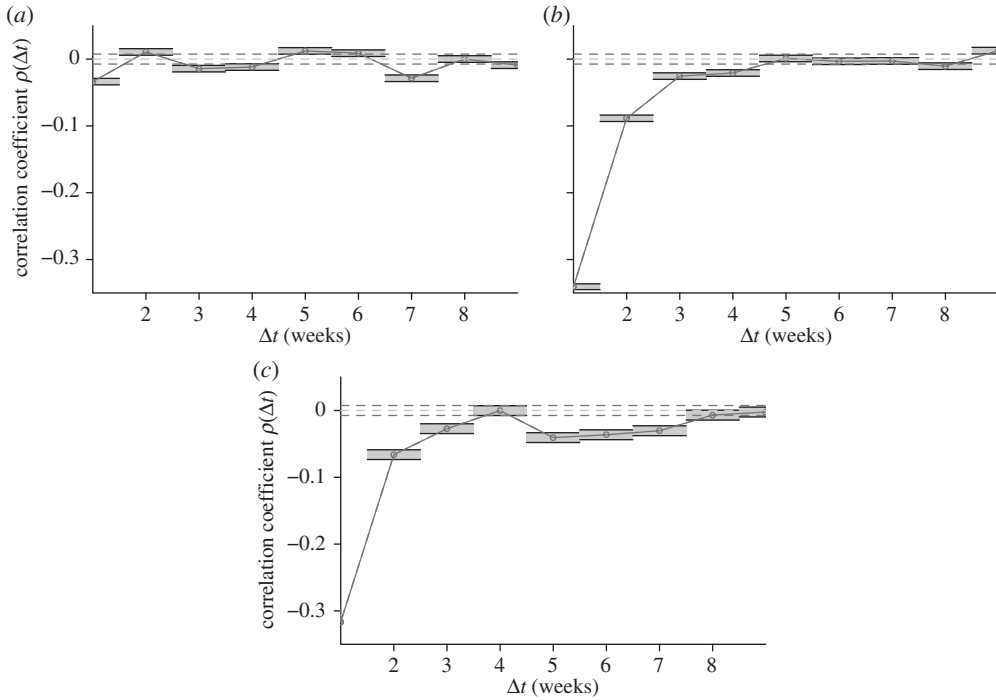 (a)
correlation coefficient ρ(Δt)
0
−0.1
−0.2
−0.3
2 3 4 5 6 7 8
Δt (weeks)
(b)
2 3 4 5 6 7 8
Δt (weeks)
(c)
correlation coefficient ρ(Δt)
0
−0.1
−0.2
−0.3
2 3 4 5 6 7 8
Δt (weeks)